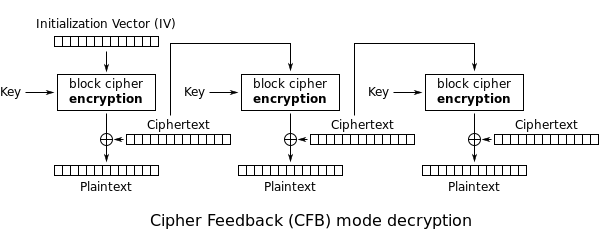 Initialization Vector (IV)
Key
block cipher
encryption
Ciphertext
Plaintext
Key
block cipher
encryption
Ciphertext
Plaintext
Key
block cipher
encryption
Ciphertext
Plaintext
Cipher Feedback (CFB) mode decryption